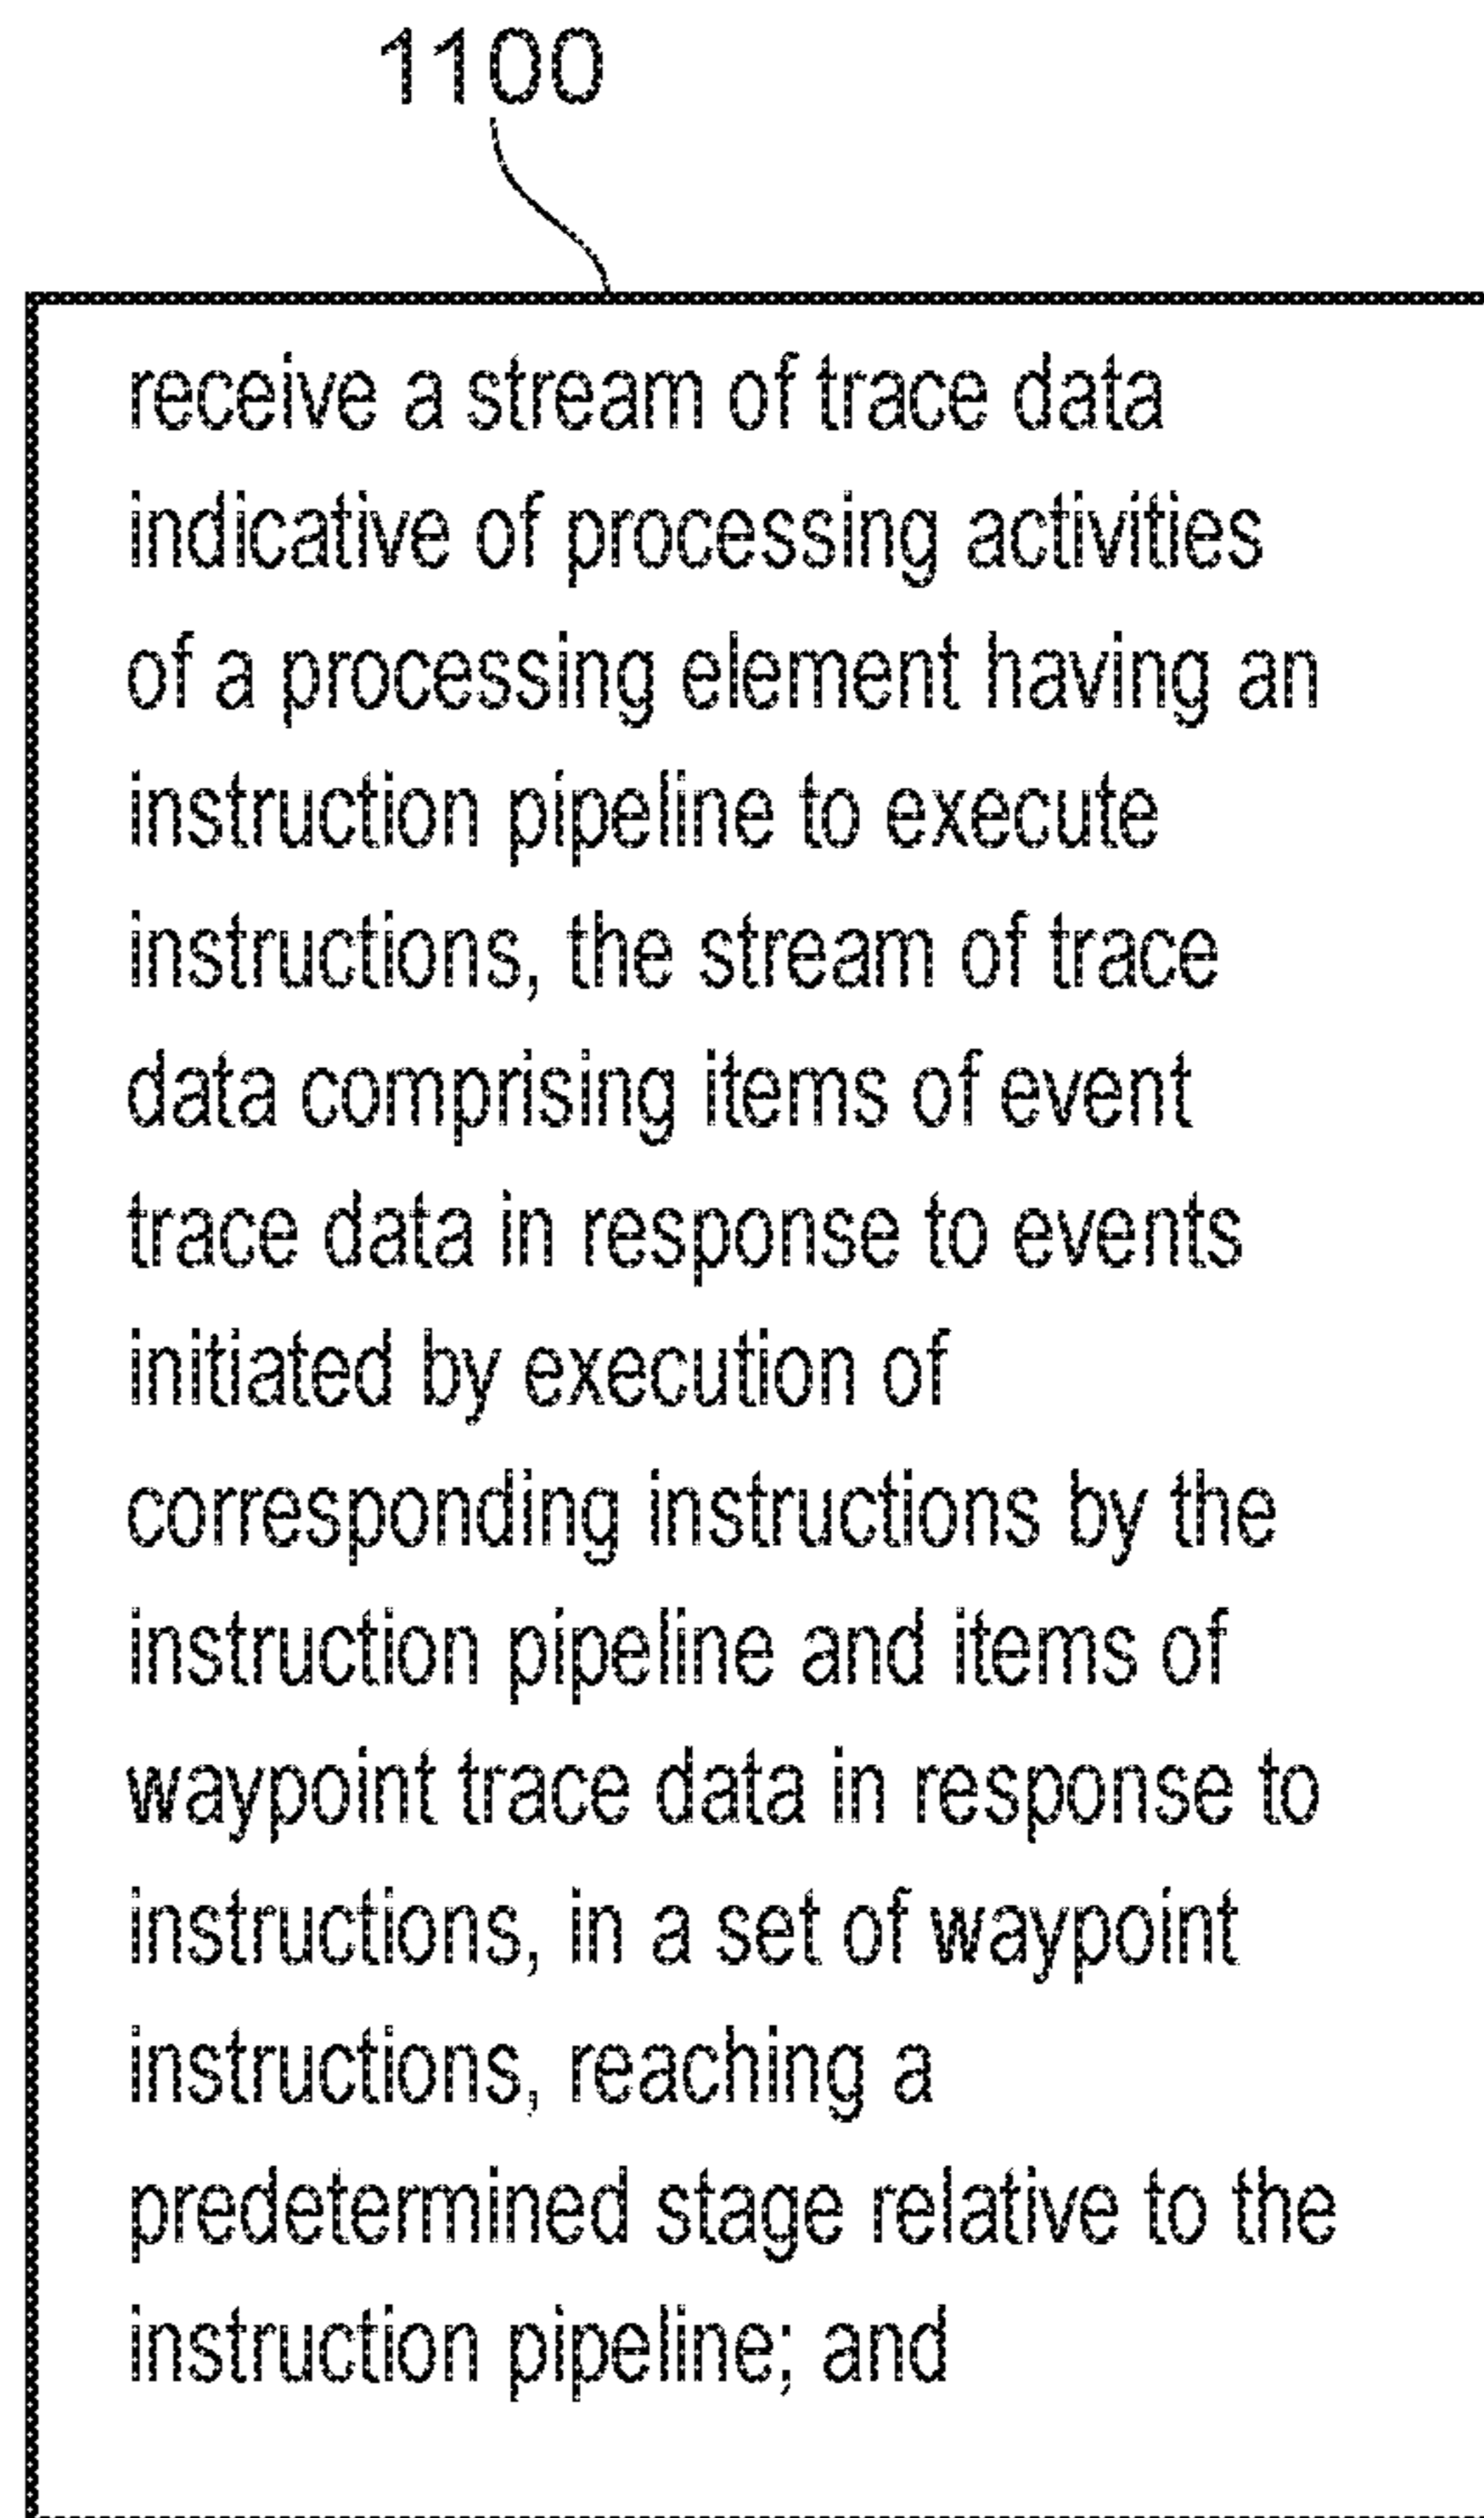 1100
receive a stream of trace data
indicative of processing activities
of a processing element having an
instruction pipeline to execute
instructions, the stream of trace
data comprising items of event
trace data in response to events
initiated by execution of
corresponding instructions by the
instruction pipeline and items of
waypoint trace data in response to
instructions, in a set of waypoint
instructions, reaching a
predetermined stage relative to the
instruction pipeline; and